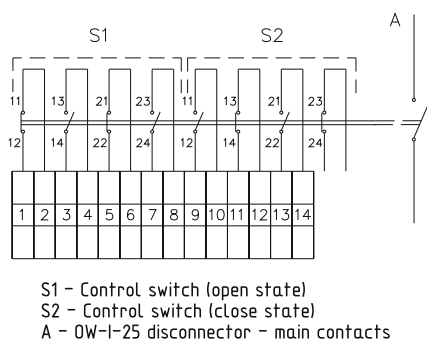 A
S1 S2
11 13 21 23 11 13 21 23
12 14 22 24 12 14 22 24
1 2 3 4 5 6 7 8 9 10 11 12 13 14
S1 - Control switch (open state)
S2 - Control switch (close state)
A - OW-I-25 disconnector - main contacts